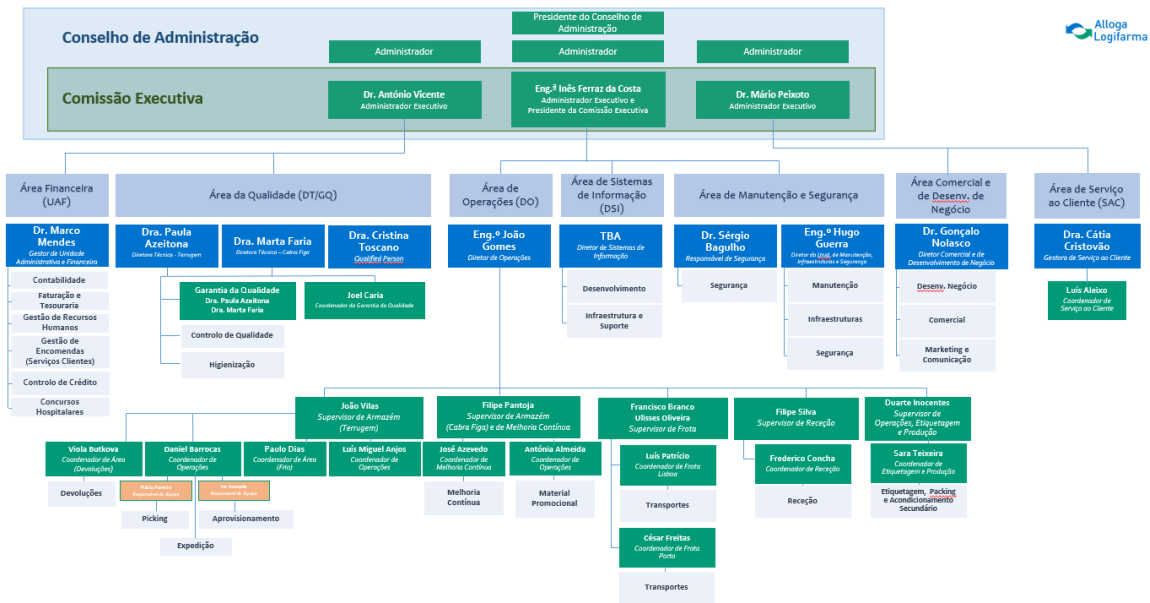 Conselho de Administração
Presidente do Conselho de
Administração
Administrador
Administrador
Administrador
Alloga
Logifarma
Comissão Executiva
Dr. António Vicente
Administrador Executivo
Eng.ª Inês Ferraz da Costa
Administrador Executivo e
Presidente da Comissão Executiva
Dr. Mário Peixoto
Administrador Executivo
Área Financeira
(UAF)
Área da Qualidade (DT/GQ)
Área de
Operações (DO)
Área de Sistemas
de Informação
(DSI)
Área de Manutenção e Segurança
Área Comercial e
de Desenv. de
Negócio
Área de Serviço
ao Cliente (SAC)
Dr. Marco
Mendes
Gestor de Unidade
Administrativa e Financeira
Dra. Paula
Azeitona
Diretora Técnica - Terrugem
Dra. Marta Faria
Diretora Técnica – Cabra Figa
Dra. Cristina
Toscano
Qualified Person
Eng.º João
Gomes
Diretor de Operações
TBA
Diretor de Sistemas de
Informação
Dr. Sérgio
Bagulho
Responsável de Segurança
Eng.º Hugo
Guerra
Diretor da Unid. de Manutenção,
Infraestruturas e Segurança
Dr. Gonçalo
Nolasco
Diretor Comercial e de
Desenvolvimento de Negócio
Dra. Cátia
Cristovão
Gestora de Serviço ao Cliente
Contabilidade
Faturação e
Tesouraria
Gestão de Recursos
Humanos
Gestão de
Encomendas
(Serviços Clientes)
Controlo de Crédito
Concursos
Hospitalares
Garantia da Qualidade
Dra. Paula Azeitona
Dra. Marta Faria
Joel Caria
Coordenador da Garantia da Qualidade
Controlo de Qualidade
Higienização
Desenvolvimento
Infraestrutura e
Suporte
Segurança
Manutenção
Infraestruturas
Segurança
Desenv. Negócio
Comercial
Marketing e
Comunicação
Luís Aleixo
Coordenador de
Serviço ao Cliente
João Vilas
Supervisor de Armazém
(Terrugem)
Filipe Pantoja
Supervisor de Armazém
(Cabra Figa) e de Melhoria Contínua
Francisco Branco
Ulisses Oliveira
Supervisor de Frota
Filipe Silva
Supervisor de Receção
Duarte Inocentes
Supervisor de
Operações, Etiquetagem
e Produção
Viola Butkova
Coordenador de Área
(Devoluções)
Daniel Barrocas
Coordenador de
Operações
Paulo Dias
Coordenador de Área
(Frio)
Luís Miguel Anjos
Coordenador de
Operações
José Azevedo
Coordenador de
Melhoria Contínua
Antónia Almeida
Coordenador de
Operações
Luís Patrício
Coordenador de Frota
Lisboa
Frederico Concha
Coordenador de Receção
Sara Teixeira
Coordenador de
Etiquetagem e Produção
Devoluções
Responsável de Equipa
Responsável de Equipa
Picking
Aprovisionamento
Expedição
Melhoria
Contínua
Material
Promocional
Transportes
Receção
Etiquetagem, Packing
e Acondicionamento
Secundário
César Freitas
Coordenador de Frota
Porto
Transportes